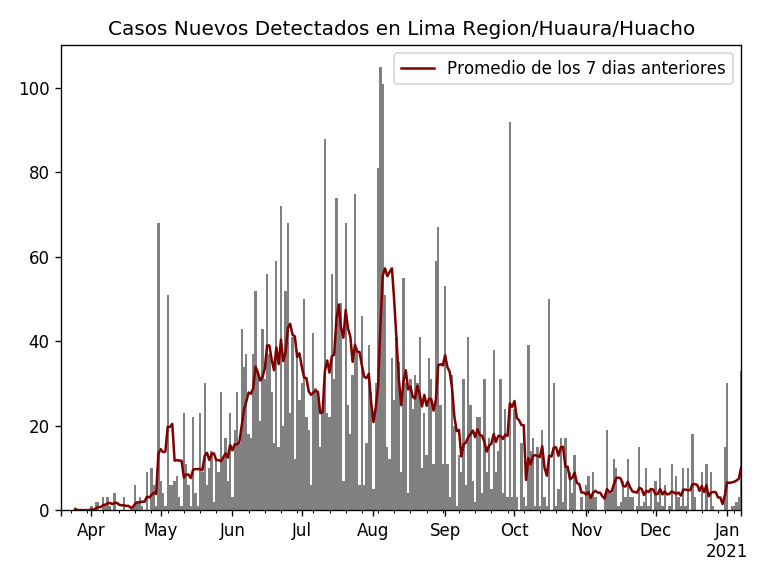 Casos Nuevos Detectados en Lima Region/Huaura/Huacho
Promedio de los 7 dias anteriores
100
80
60
40
20
0
Apr May Jun Jul Aug Sep Oct Nov Dec Jan
2021